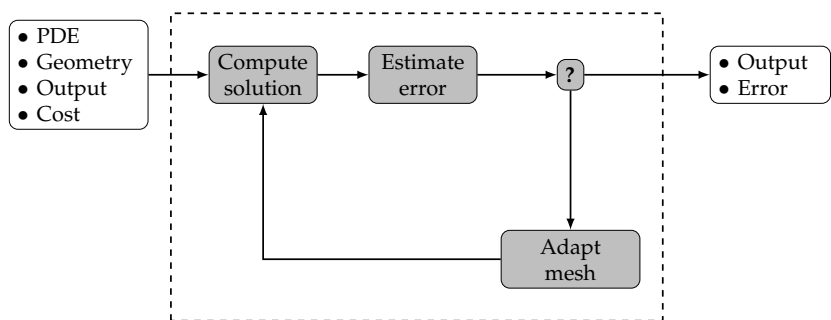 ● PDE
● Geometry
● Output
● Cost
Compute
solution
Estimate
error
?
● Output
● Error
Adapt
mesh